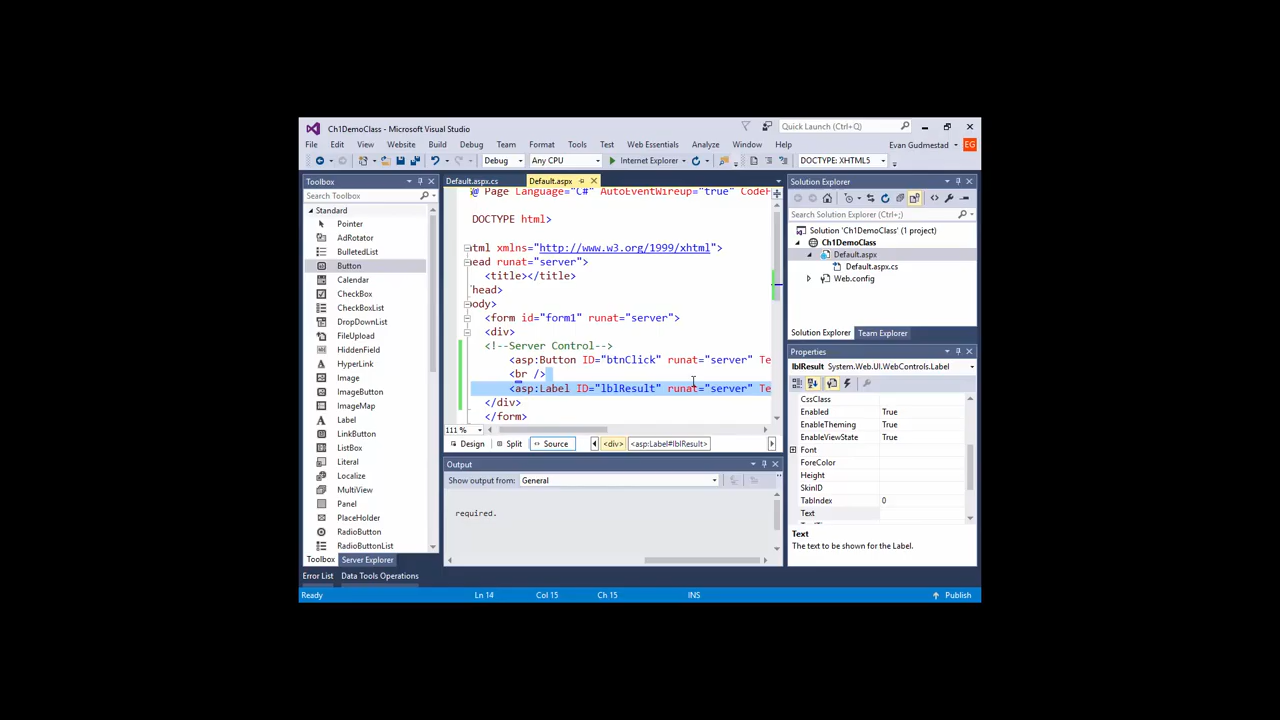 Ch1DemoClass - Microsoft Visual Studio
Quick Launch (Ctrl+Q)
File Edit View Website Build Debug Team Format Tools Test Web Essentials Analyze Window Help
Evan Gudmestad EG
Debug Any CPU Internet Explorer DOCTYPE: XHTML5
Toolbox
Search Toolbox
Standard
Pointer
AdRotator
BulletedList
Button
Calendar
CheckBox
CheckBoxList
DropDownList
FileUpload
HiddenField
HyperLink
Image
ImageButton
ImageMap
Label
LinkButton
ListBox
Literal
Localize
MultiView
Panel
PlaceHolder
RadioButton
RadioButtonList
Toolbox Server Explorer
Error List Data Tools Operations
Default.aspx.cs Default.aspx
@ Page Language="C#" AutoEventWireup="true" CodeF
DOCTYPE html>
html xmlns="http://www.w3.org/1999/xhtml">
ead runat="server">
<title></title>
head>
ody>
<form id="form1" runat="server">
<div>
<!--Server Control-->
<asp:Button ID="btnClick" runat="server" Te
<br />
<asp:Label ID="lblResult" runat="server" Te
</div>
</form>
111 %
Design Split Source <div> <asp:Label#lblResult>
Output
Show output from: General
required.
Solution Explorer
Search Solution Explorer (Ctrl+;)
Solution 'Ch1DemoClass' (1 project)
Ch1DemoClass
Default.aspx
Default.aspx.cs
Web.config
Solution Explorer Team Explorer
Properties
lblResult System.Web.UI.WebControls.Label
CssClass
Enabled True
EnableTheming True
EnableViewState True
Font
ForeColor
Height
SkinID
TabIndex 0
Text
Text
The text to be shown for the Label.
Ready Ln 14 Col 15 Ch 15 INS Publish